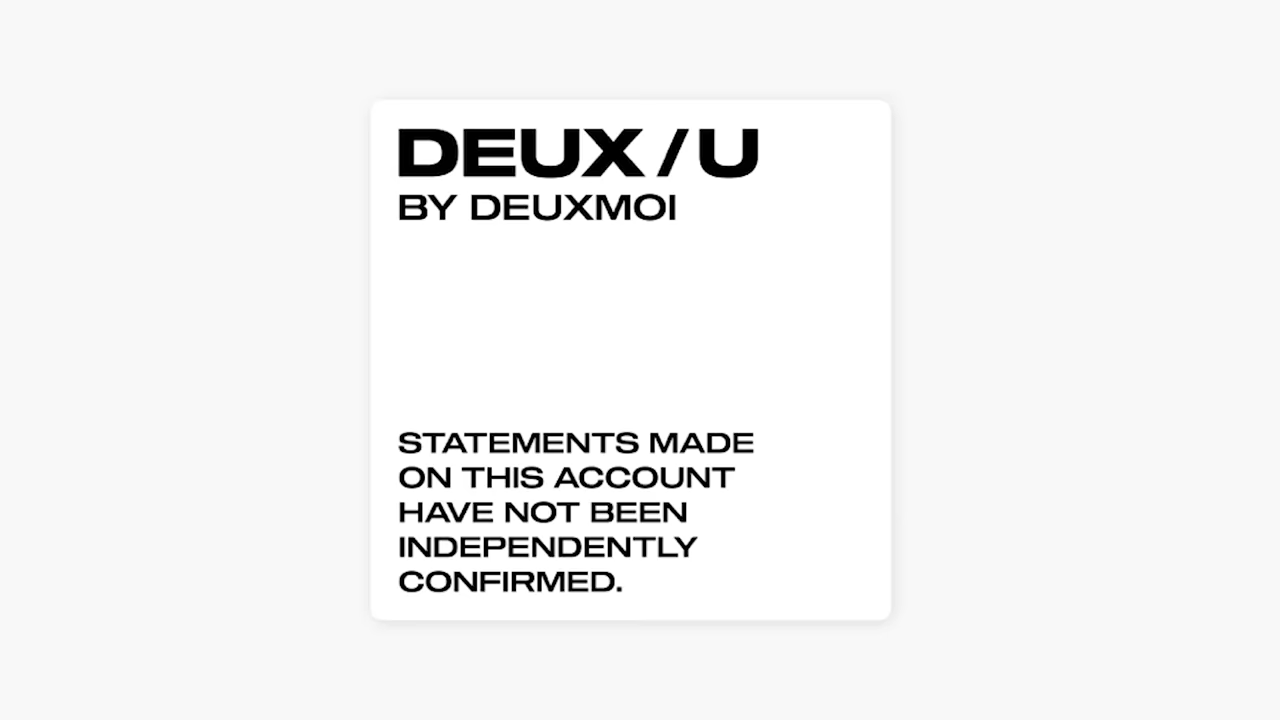 DEUX / U
BY DEUXMOI
STATEMENTS MADE
ON THIS ACCOUNT
HAVE NOT BEEN
INDEPENDENTLY
CONFIRMED.